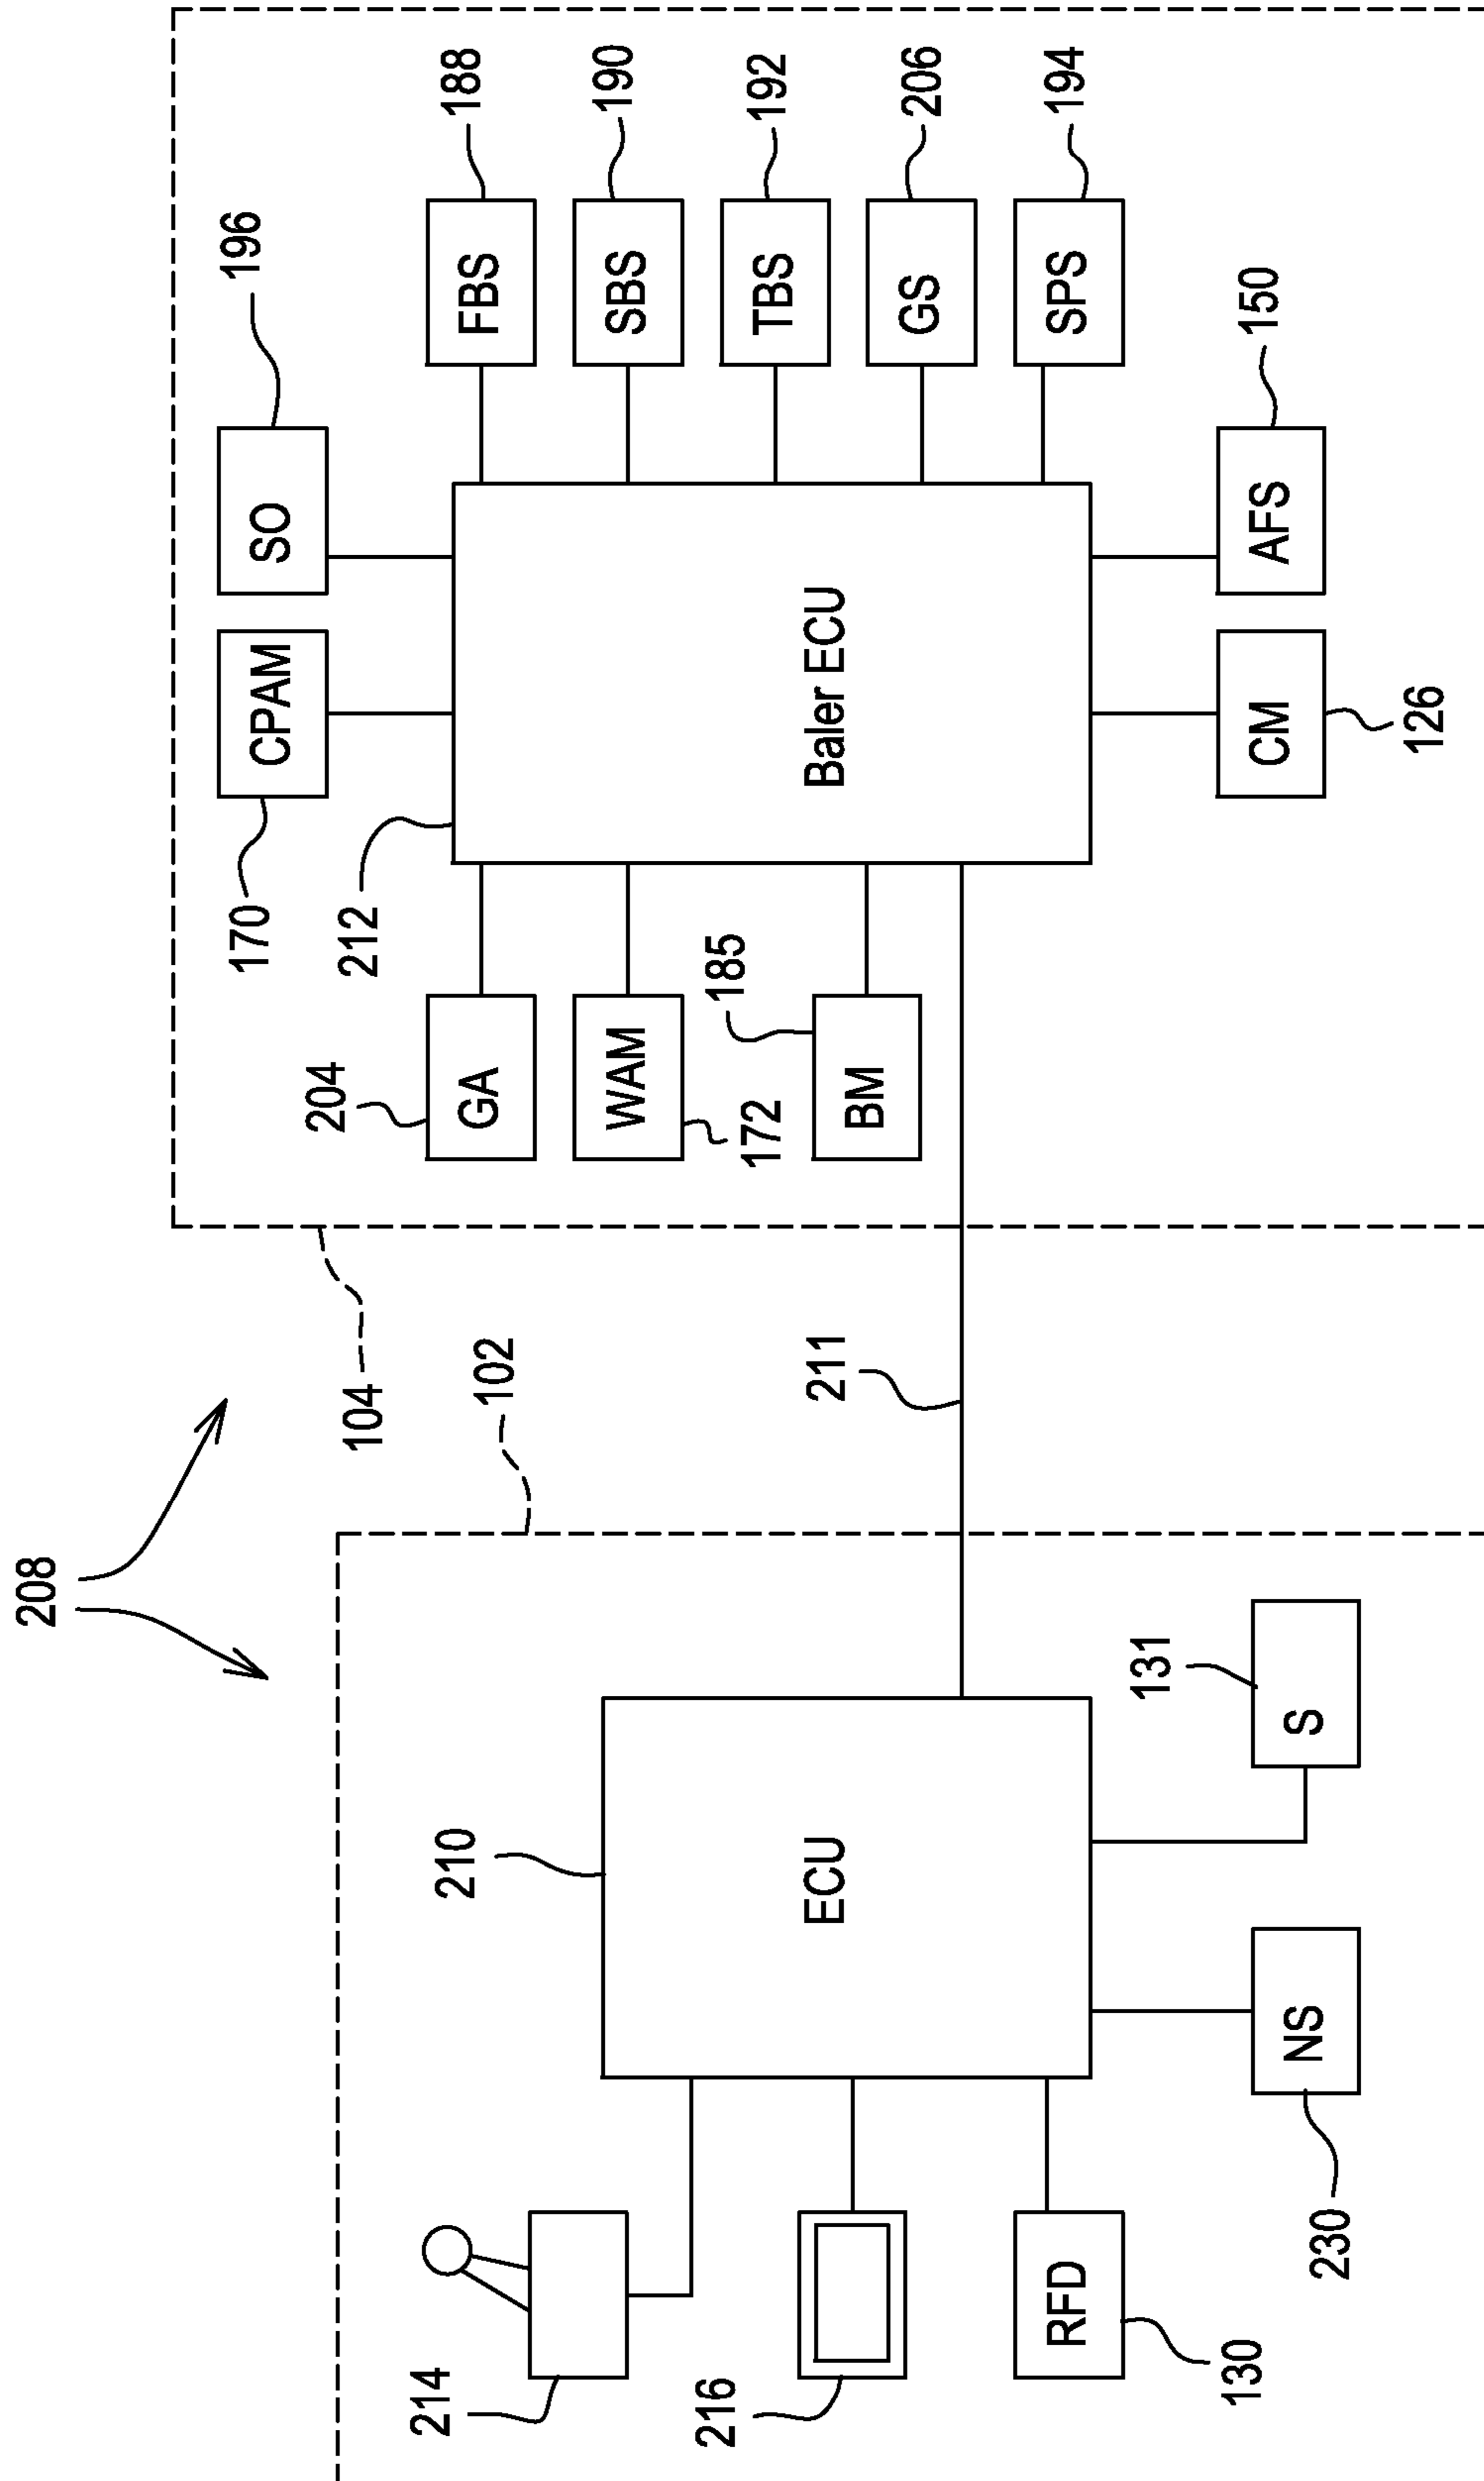 208
104
102
196
170
SO
CPAM
212
204
188
FBS
GA
190
SBS
WAM
172
192
TBS
185
BM
206
GS
194
SPS
Baler ECU
150
AFS
CM
126
211
214
210
ECU
216
RFD
130
131
S
NS
230